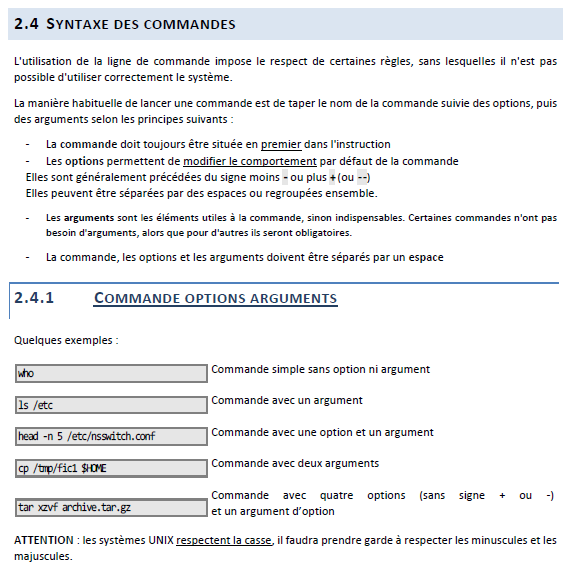 2.4 SYNTAXE DES COMMANDES
L'utilisation de la ligne de commande impose le respect de certaines règles, sans lesquelles il n'est pas
possible d'utiliser correctement le système.
La manière habituelle de lancer une commande est de taper le nom de la commande suivie des options, puis
des arguments selon les principes suivants :
- La commande doit toujours être située en premier dans l'instruction
- Les options permettent de modifier le comportement par défaut de la commande
Elles sont généralement précédées du signe moins - ou plus + (ou --)
Elles peuvent être séparées par des espaces ou regroupées ensemble.
- Les arguments sont les éléments utiles à la commande, sinon indispensables. Certaines commandes n'ont pas
besoin d'arguments, alors que pour d'autres ils seront obligatoires.
- La commande, les options et les arguments doivent être séparés par un espace
2.4.1 COMMANDE OPTIONS ARGUMENTS
Quelques exemples :
who Commande simple sans option ni argument
ls /etc Commande avec un argument
head -n 5 /etc/nsswitch.conf Commande avec une option et un argument
cp /tmp/fic1 $HOME Commande avec deux arguments
tar xzvf archive.tar.gz Commande avec quatre options (sans signe + ou -)
et un argument d'option
ATTENTION : les systèmes UNIX respectent la casse, il faudra prendre garde à respecter les minuscules et les
majuscules.